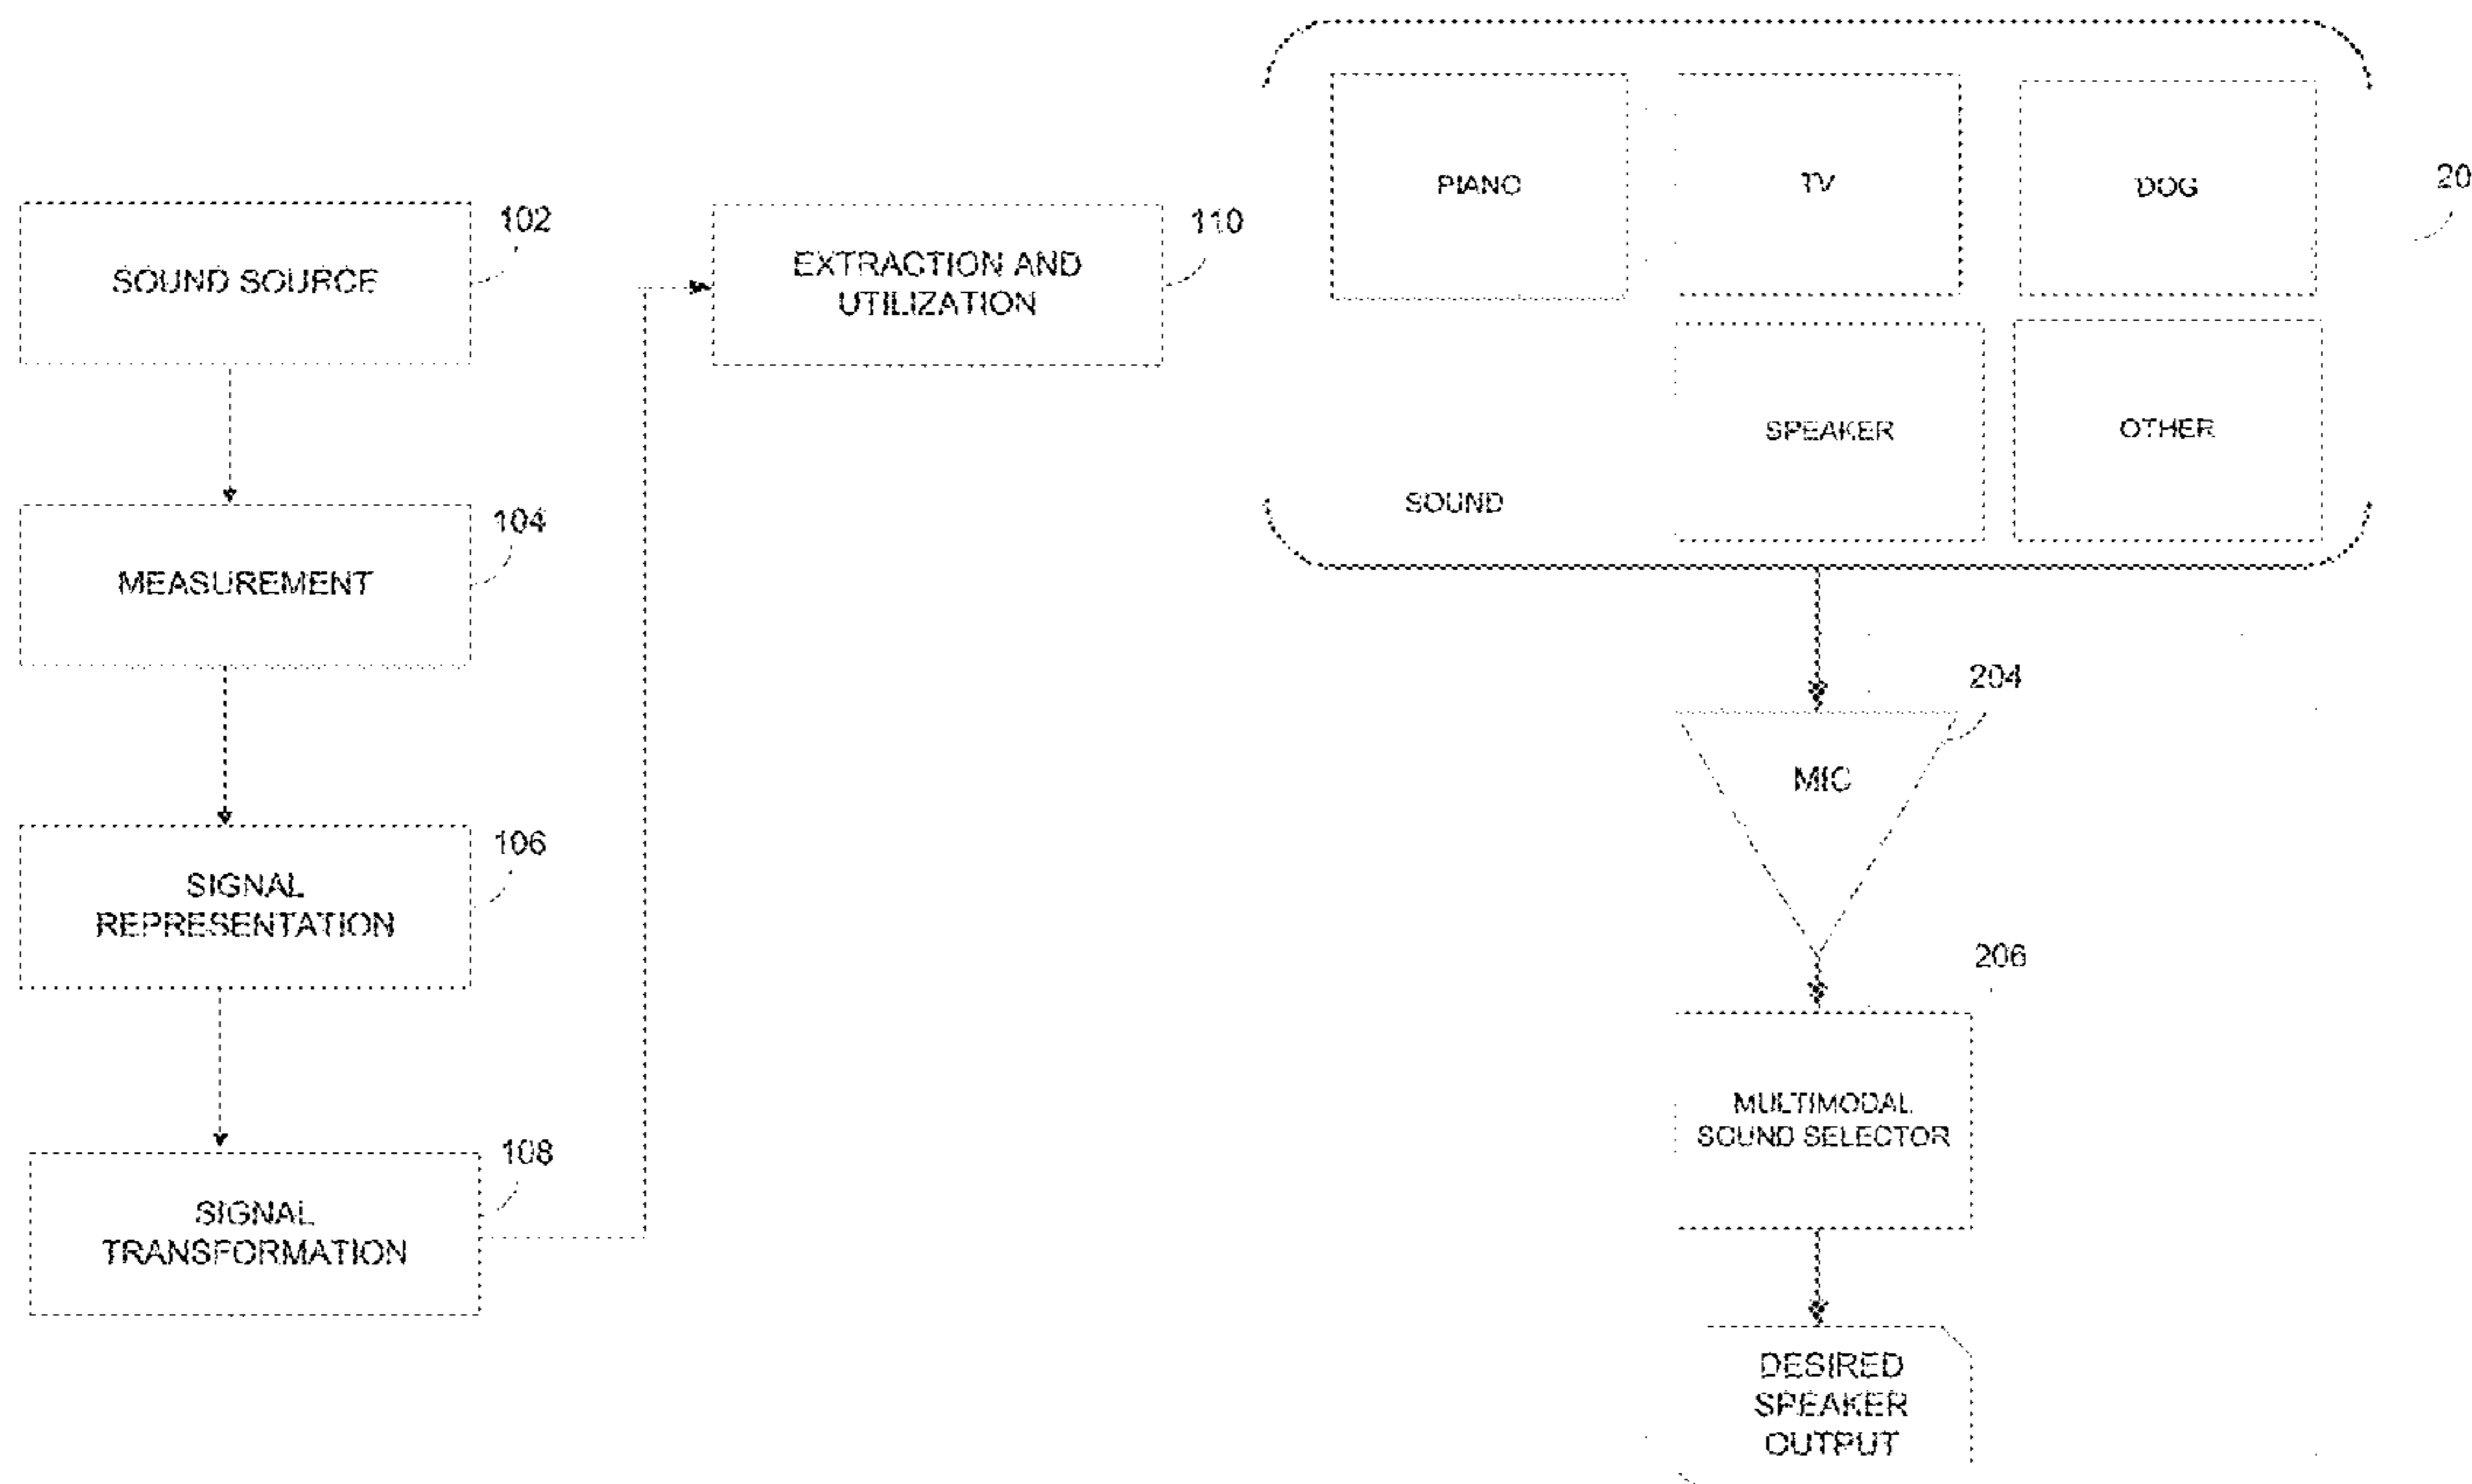 SOUND SOURCE
102
MEASUREMENT
104
SIGNAL
REPRESENTATION
106
SIGNAL
TRANSFORMATION
108
EXTRACTION AND
UTILIZATION
110
PIANO
TV
DOG
20
SPEAKER
OTHER
SOUND
204
MIC
206
MULTIMODAL
SOUND SELECTOR
DESIRED
SPEAKER
OUTPUT